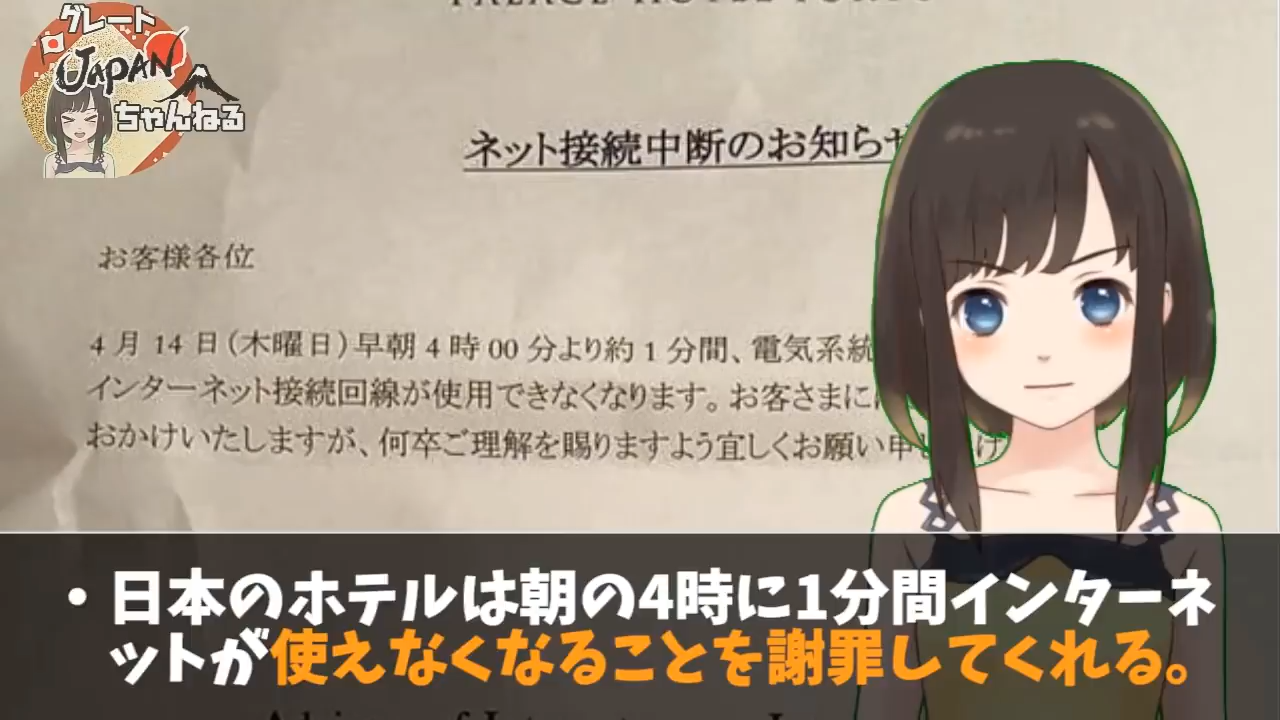 グレート
JAPAN
ちゃんねる
ネット接続中断のお知らせ
お客様各位
4月14日(木曜日)早朝4時00分より約1分間、電気系統
インターネット接続回線が使用できなくなります。お客さまに
おかけいたしますが、何卒ご理解を賜りますよう宜しくお願い申し
・日本のホテルは朝の4時に1分間インターネ
ットが使えなくなることを謝罪してくれる。